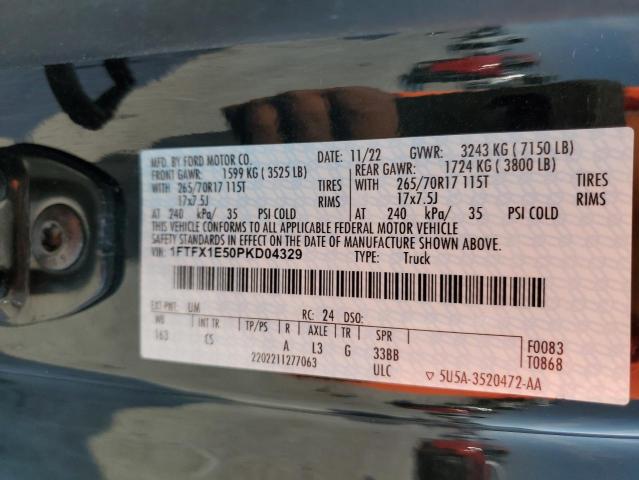 MFD. BY FORD MOTOR CO. DATE: 11/22 GVWR: 3243 KG ( 7150 LB)
FRONT GAWR: 1599 KG ( 3525 LB) REAR GAWR: 1724 KG ( 3800 LB)
WITH 265/70R17 115T TIRES WITH 265/70R17 115T TIRES
17x7.5J RIMS 17x7.5J RIMS
AT 240 kPa/ 35 PSI COLD AT 240 kPa/ 35 PSI COLD
THIS VEHICLE CONFORMS TO ALL APPLICABLE FEDERAL MOTOR VEHICLE
SAFETY STANDARDS IN EFFECT ON THE DATE OF MANUFACTURE SHOWN ABOVE.
VIN: 1FTFX1E50PKD04329 TYPE: Truck
EXT PNT: UM RC: 24 DSO:
WB INT TR TP/PS R AXLE TR SPR
163 CS A L3 G 33BB
2202211277063 ULC
F0083
T0868
▽ 5U5A-3520472-AA